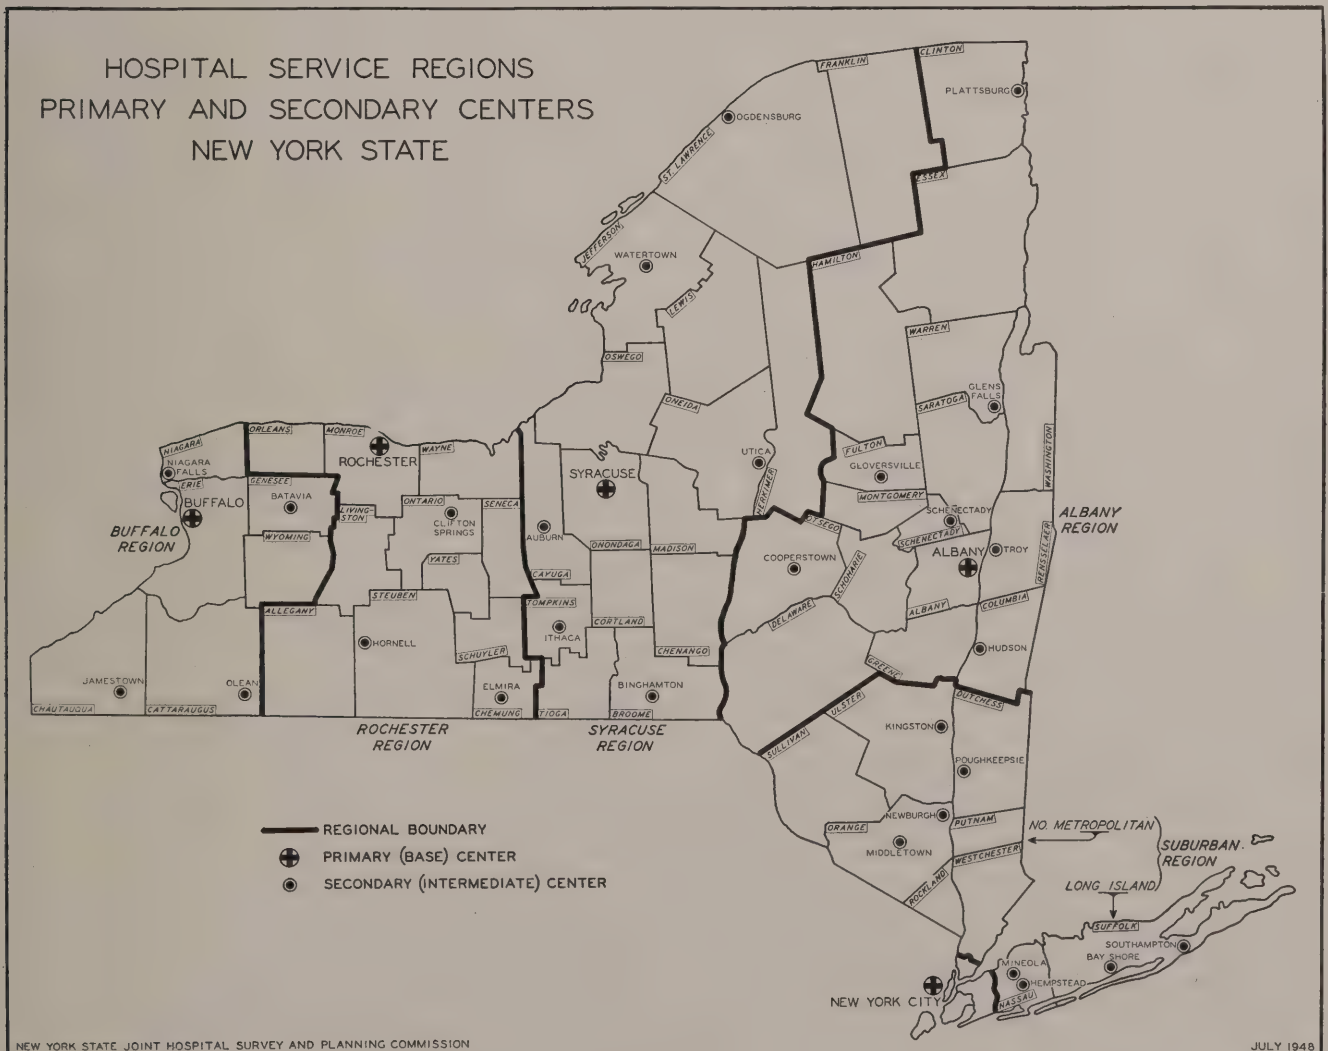 HOSPITAL SERVICE REGIONS
PRIMARY AND SECONDARY CENTERS
NEW YORK STATE
FRANKLIN
CLINTON
PLATTSBURG
OGDENSBURG
ST. LAWRENCE
ESSEX
JEFFERSON
WATERTOWN
HAMILTON
LEWIS
WARREN
OSWEGO
GLENS
FALLS
ONEIDA
SARATOGA
WASHINGTON
NIAGARA
ORLEANS
MONROE
ROCHESTER
WAYNE
NIAGARA
FALLS
ERIE
GENESEE
BATAVIA
BUFFALO
BUFFALO
REGION
WYOMING
LIVING-
STON
ONTARIO
CLIFTON
SPRINGS
SENECA
YATES
AUBURN
SYRACUSE
ONONDAGA
MADISON
UTICA
HERKIMER
FULTON
GLOVERSVILLE
MONTGOMERY
OTSEGO
SCHENECTADY
SCHENECTADY
ALBANY
REGION
ALBANY
TROY
RENSSELAER
COOPERSTOWN
SCHOHARIE
CAYUGA
STEUBEN
ALLEGANY
TOMPKINS
ITHACA
CORTLAND
CHENANGO
DELAWARE
ALBANY
COLUMBIA
HORNELL
SCHUYLER
HUDSON
GREENE
JAMESTOWN
OLEAN
ELMIRA
BINGHAMTON
CHAUTAUQUA
CATTARAUGUS
CHEMUNG
TIOGA
BROOME
ROCHESTER
REGION
SYRACUSE
REGION
ULSTER
DUTCHESS
KINGSTON
SULLIVAN
POUGHKEEPSIE
NEWBURGH
PUTNAM
ORANGE
MIDDLETOWN
WESTCHESTER
ROCKLAND
NO. METROPOLITAN
SUBURBAN
REGION
LONG ISLAND
REGIONAL BOUNDARY
PRIMARY (BASE) CENTER
SECONDARY (INTERMEDIATE) CENTER
SUFFOLK
SOUTHAMPTON
BAY SHORE
MINEOLA
HEMPSTEAD
NASSAU
NEW YORK CITY
NEW YORK STATE JOINT HOSPITAL SURVEY AND PLANNING COMMISSION
JULY 1948